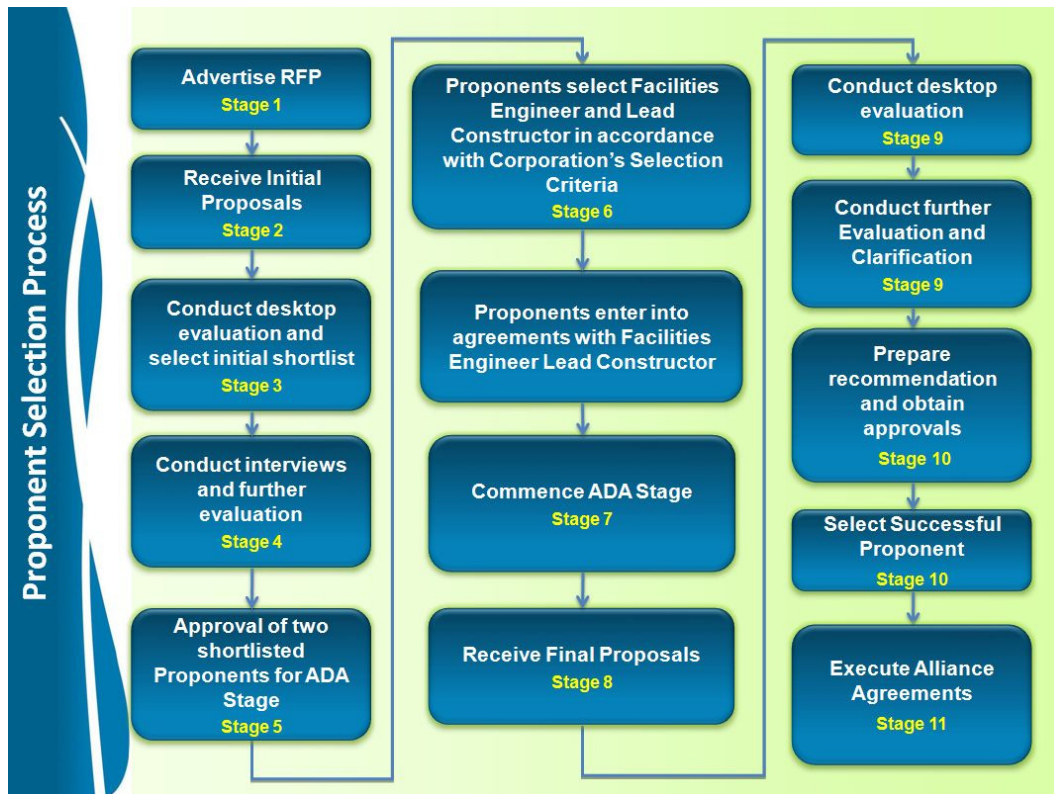 Proponent Selection Process
Advertise RFP
Stage 1
Receive Initial
Proposals
Stage 2
Conduct desktop
evaluation and
select initial shortlist
Stage 3
Conduct interviews
and further
evaluation
Stage 4
Approval of two
shortlisted
Proponents for ADA
Stage
Stage 5
Proponents select Facilities
Engineer and Lead
Constructor in accordance
with Corporation's Selection
Criteria
Stage 6
Proponents enter into
agreements with Facilities
Engineer Lead Constructor
Commence ADA Stage
Stage 7
Receive Final Proposals
Stage 8
Conduct desktop
evaluation
Stage 9
Conduct further
Evaluation and
Clarification
Stage 9
Prepare
recommendation
and obtain
approvals
Stage 10
Select Successful
Proponent
Stage 10
Execute Alliance
Agreements
Stage 11